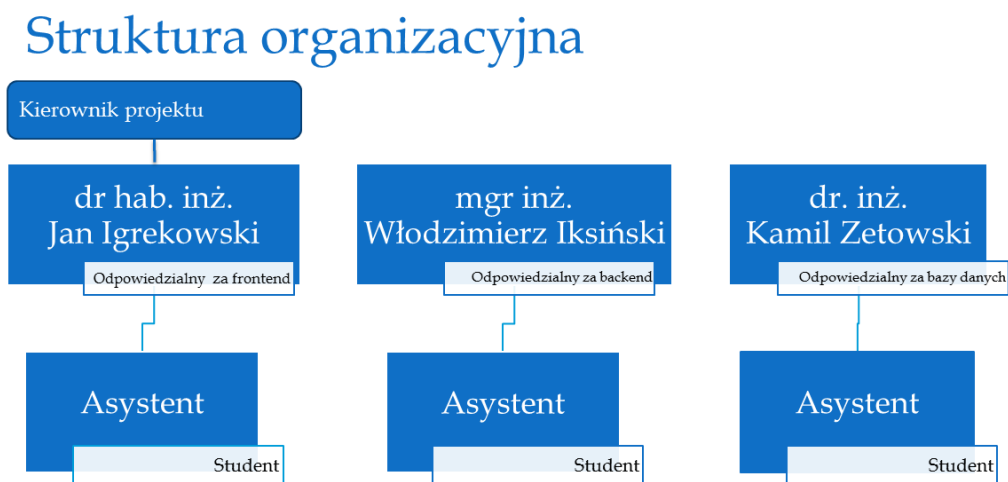 Struktura organizacyjna
Kierownik projektu
dr hab. inż.
Jan Igrekowski
Odpowiedzialny za frontend
mgr inż.
Włodzimierz Iksiński
Odpowiedzialny za backend
dr. inż.
Kamil Zetowski
Odpowiedzialny za bazy danych
Asystent
Student
Asystent
Student
Asystent
Student